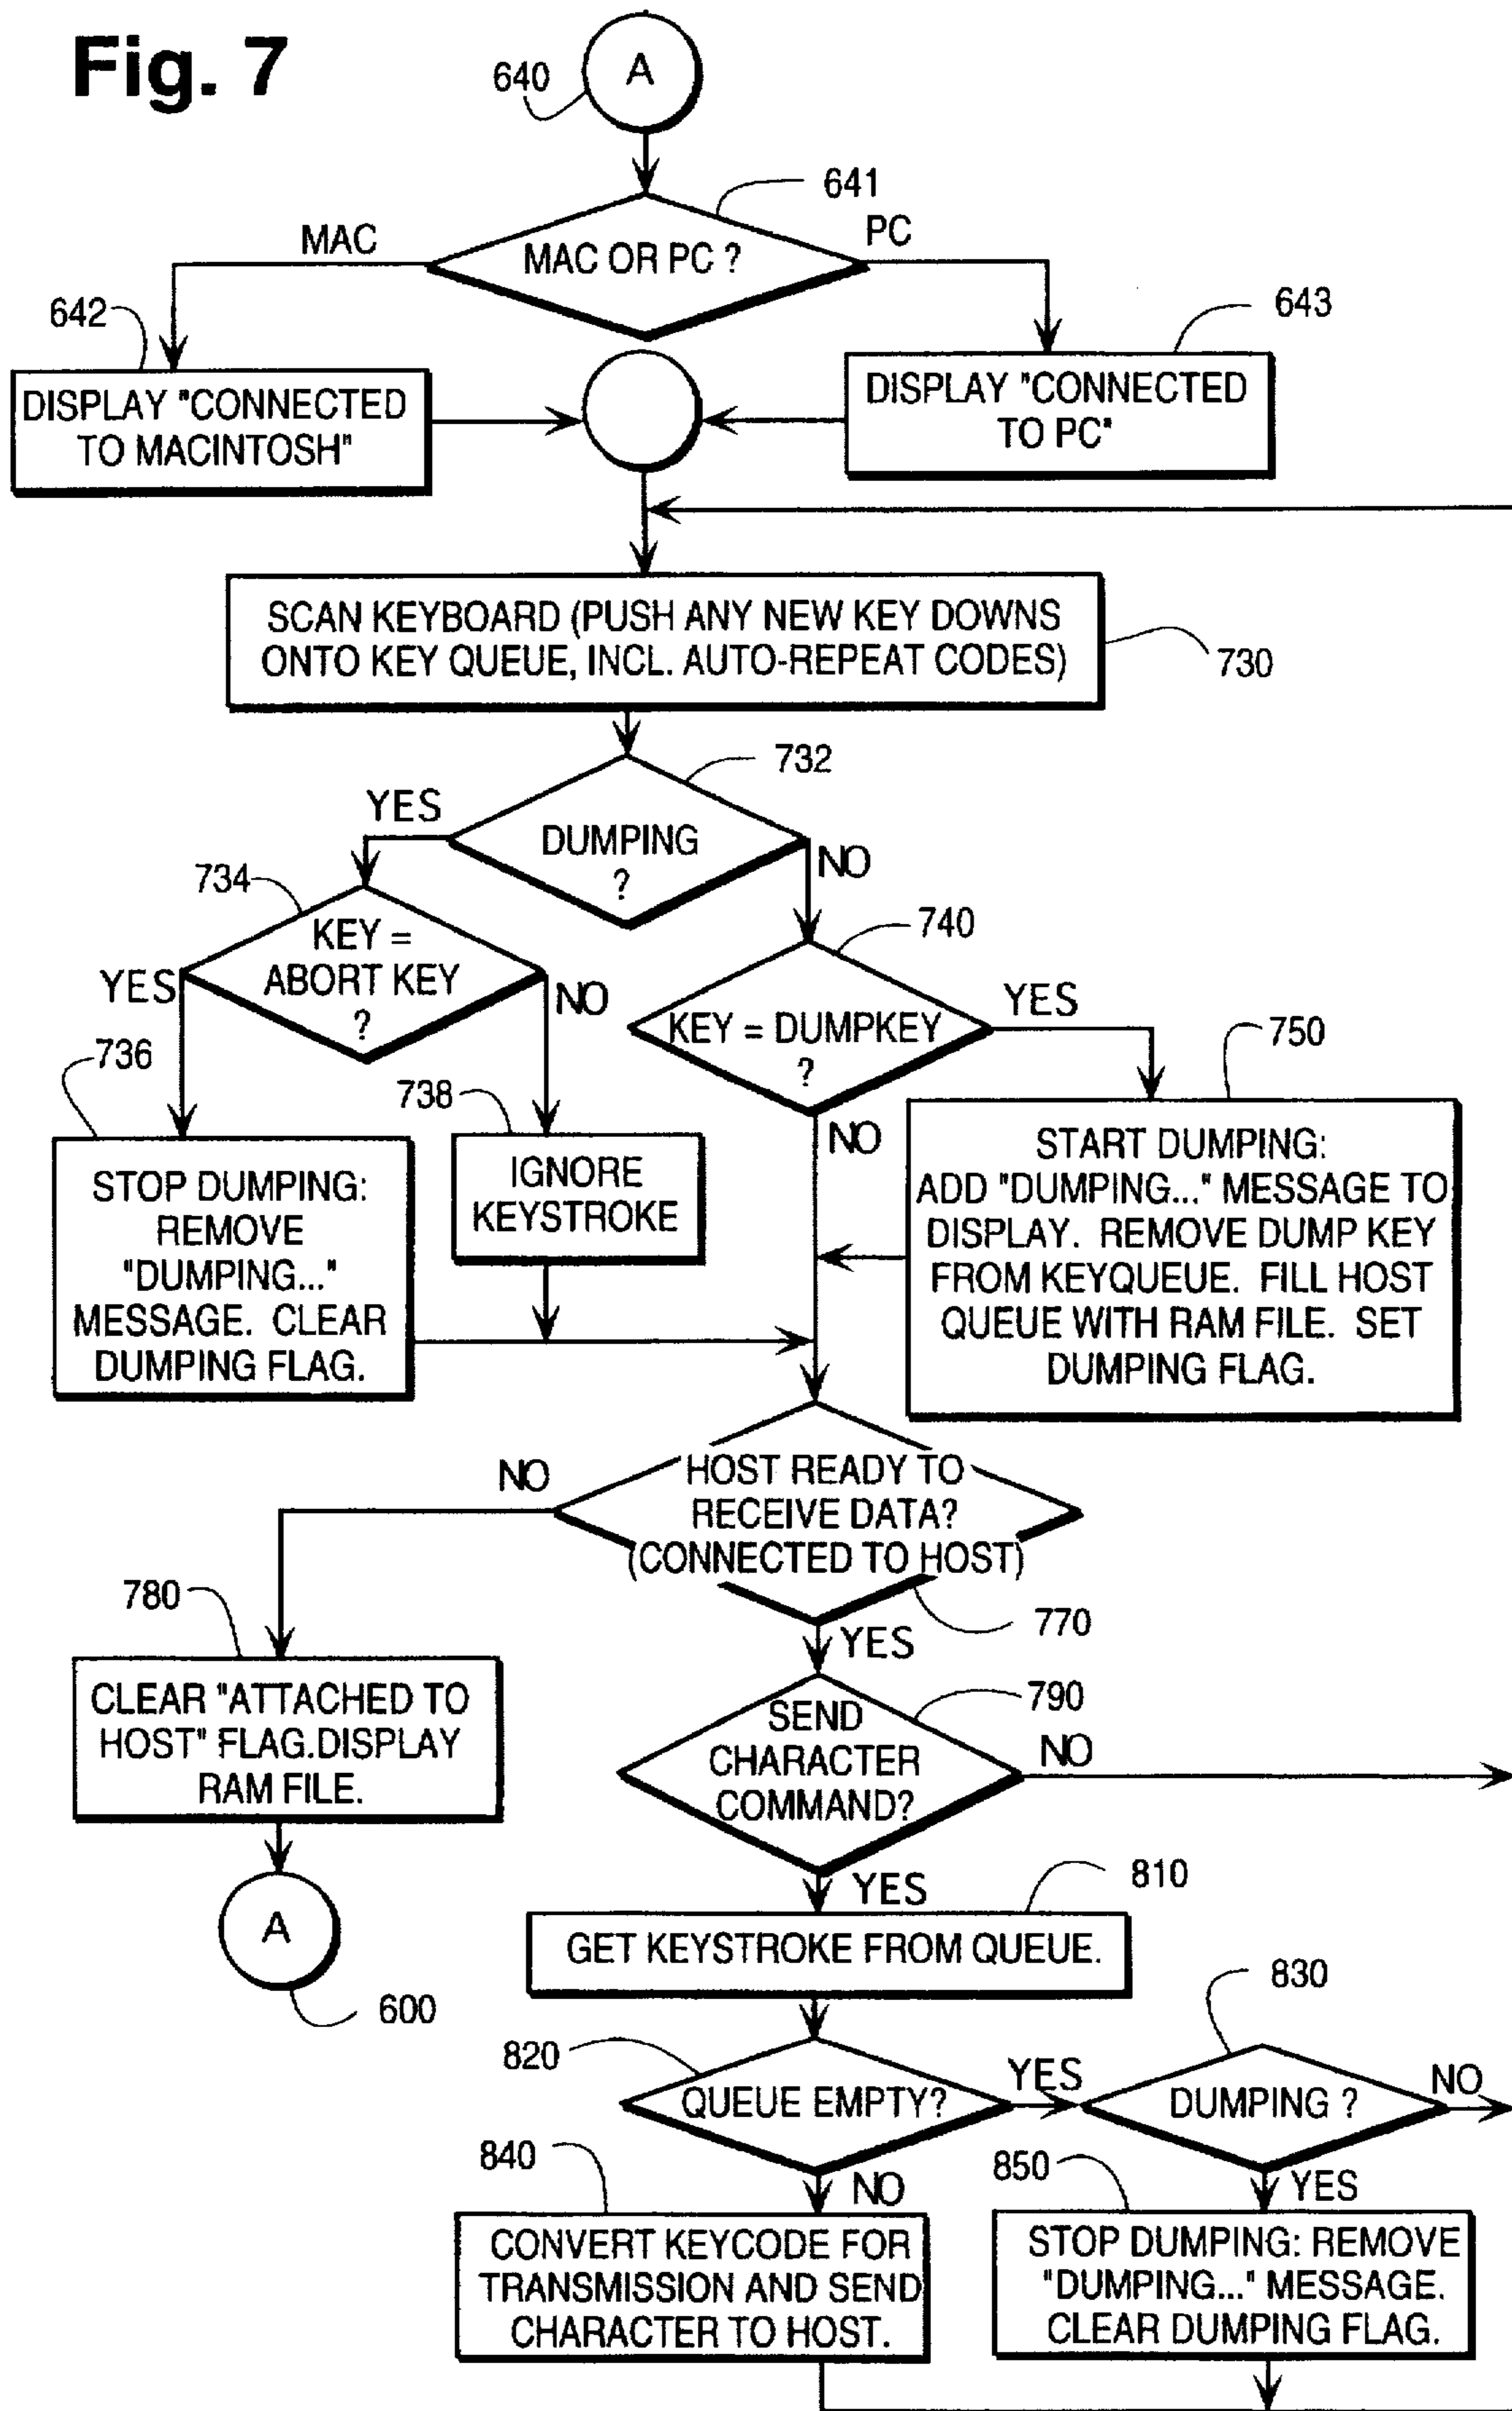 Fig. 7
640
A
641
MAC
MAC OR PC ?
PC
642
643
DISPLAY "CONNECTED
TO MACINTOSH"
DISPLAY "CONNECTED
TO PC"
SCAN KEYBOARD (PUSH ANY NEW KEY DOWNS
ONTO KEY QUEUE, INCL. AUTO-REPEAT CODES)
730
732
YES
DUMPING
?
NO
734
KEY =
ABORT KEY
?
YES
NO
740
KEY = DUMPKEY
?
YES
NO
736
STOP DUMPING:
REMOVE
"DUMPING..."
MESSAGE. CLEAR
DUMPING FLAG.
738
IGNORE
KEYSTROKE
750
START DUMPING:
ADD "DUMPING..." MESSAGE TO
DISPLAY. REMOVE DUMP KEY
FROM KEYQUEUE. FILL HOST
QUEUE WITH RAM FILE. SET
DUMPING FLAG.
NO
HOST READY TO
RECEIVE DATA?
(CONNECTED TO HOST)
770
YES
780
CLEAR "ATTACHED TO
HOST" FLAG.DISPLAY
RAM FILE.
A
600
790
SEND
CHARACTER
COMMAND?
NO
YES
810
GET KEYSTROKE FROM QUEUE.
820
QUEUE EMPTY?
YES
830
DUMPING ?
NO
840
NO
CONVERT KEYCODE FOR
TRANSMISSION AND SEND
CHARACTER TO HOST.
850
YES
STOP DUMPING: REMOVE
"DUMPING..." MESSAGE.
CLEAR DUMPING FLAG.